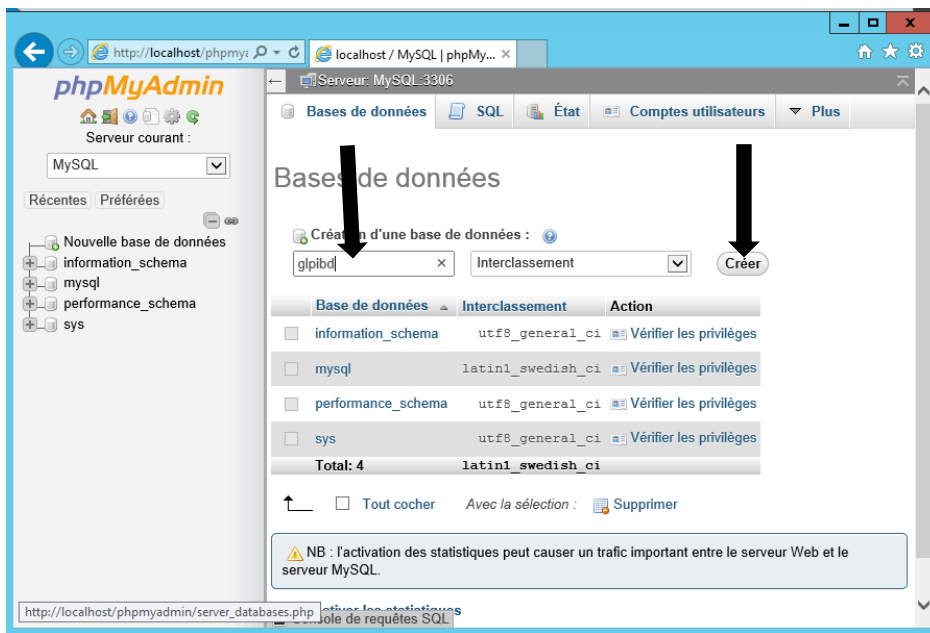 http://localhost/phpmy
localhost / MySQL | phpMy...
phpMyAdmin
Serveur courant :
MySQL
Récentes Préférées
Nouvelle base de données
information_schema
mysql
performance_schema
sys
Serveur: MySQL:3306
Bases de données SQL État Comptes utilisateurs Plus
Bases de données
Création d'une base de données :
glpibd Interclassement Créer
Base de données Interclassement Action
information_schema utf8_general_ci Vérifier les privilèges
mysql latin1_swedish_ci Vérifier les privilèges
performance_schema utf8_general_ci Vérifier les privilèges
sys utf8_general_ci Vérifier les privilèges
Total: 4 latin1_swedish_ci
Tout cocher Avec la sélection : Supprimer
NB : l'activation des statistiques peut causer un trafic important entre le serveur Web et le
serveur MySQL.
les statistiques
Console de requêtes SQL
http://localhost/phpmyadmin/server_databases.php